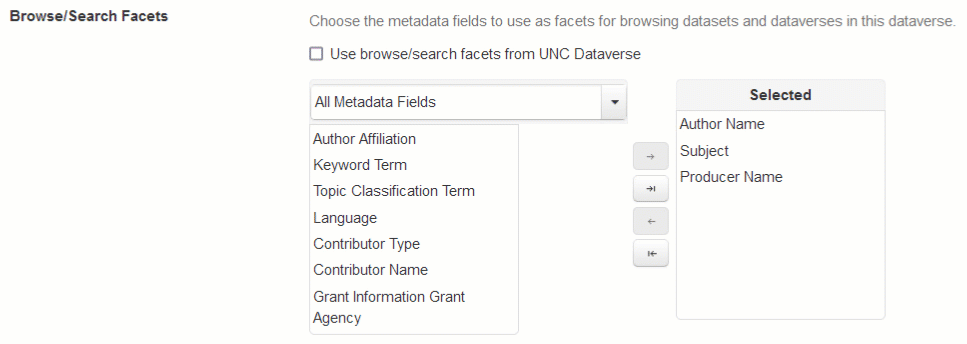 Browse/Search Facets
Choose the metadata fields to use as facets for browsing datasets and dataverses in this dataverse.
Use browse/search facets from UNC Dataverse
All Metadata Fields
Author Affiliation
Keyword Term
Topic Classification Term
Language
Contributor Type
Contributor Name
Grant Information Grant
Agency
Selected
Author Name
Subject
Producer Name